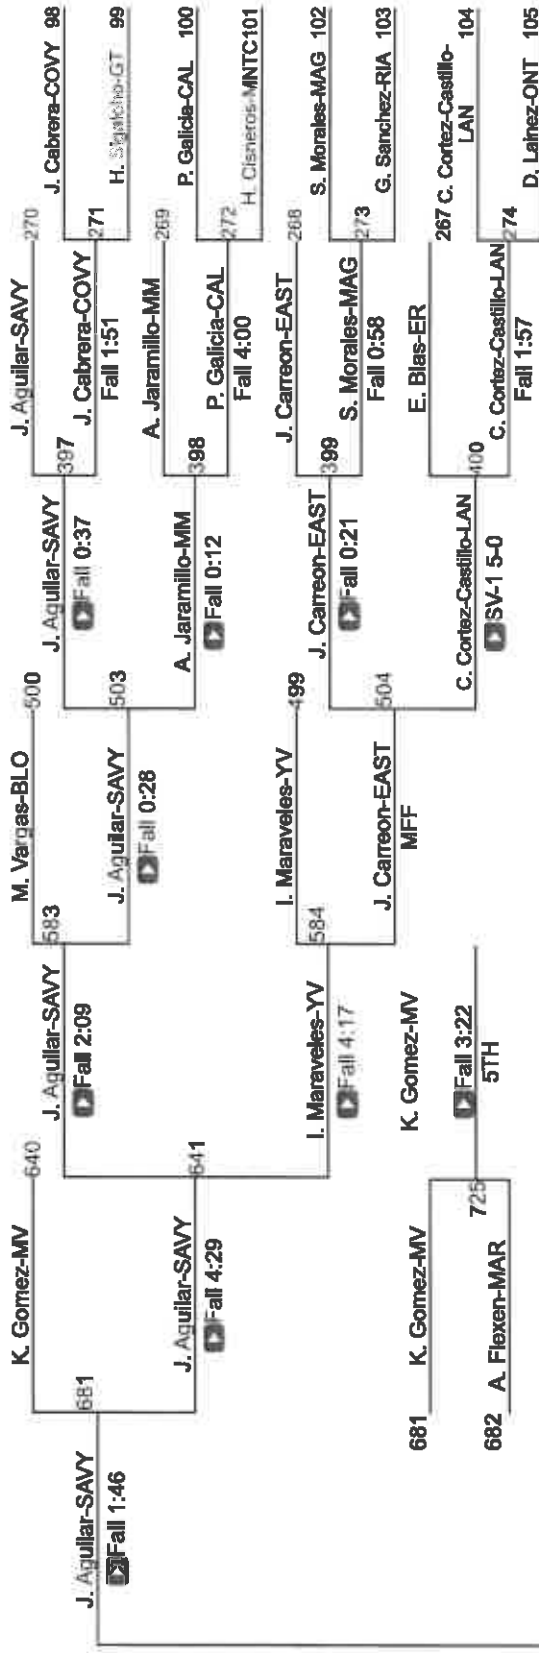 J. Aguilar-SAVY
Fall 1:46
K. Gomez-MV 640
681
J. Aguilar-SAVY
Fall 4:29
641
J. Aguilar-SAVY
Fall 2:09
I. Maraveles-YV
Fall 4:17
M. Vargas-BLO 500
583
J. Aguilar-SAVY
Fall 0:28
503
I. Maraveles-YV 499
584
J. Carreon-EAST
MFF
504
J. Aguilar-SAVY
Fall 0:37
A. Jaramillo-MM
Fall 0:12
J. Carreon-EAST
Fall 0:21
C. Cortez-Castillo-LAN
SV-1 5-0
J. Aguilar-SAVY 270
397
J. Cabrera-COVY
Fall 1:51
271
A. Jaramillo-MM 269
398
P. Galicia-CAL
Fall 4:00
272
J. Carreon-EAST 268
399
S. Morales-MAG
Fall 0:58
273
E. Blas-ER 267
400
C. Cortez-Castillo-LAN
Fall 1:57
274
J. Cabrera-COVY 98
H. -GT 99
P. Galicia-CAL 100
H. Cisneros-MNTC101
S. Morales-MAG 102
G. Sanchez-RIA 103
C. Cortez-Castillo-
LAN
104
D. Lainez-ONT 105
681 K. Gomez-MV
725
682 A. Flexen-MAR
K. Gomez-MV
Fall 3:22
5TH